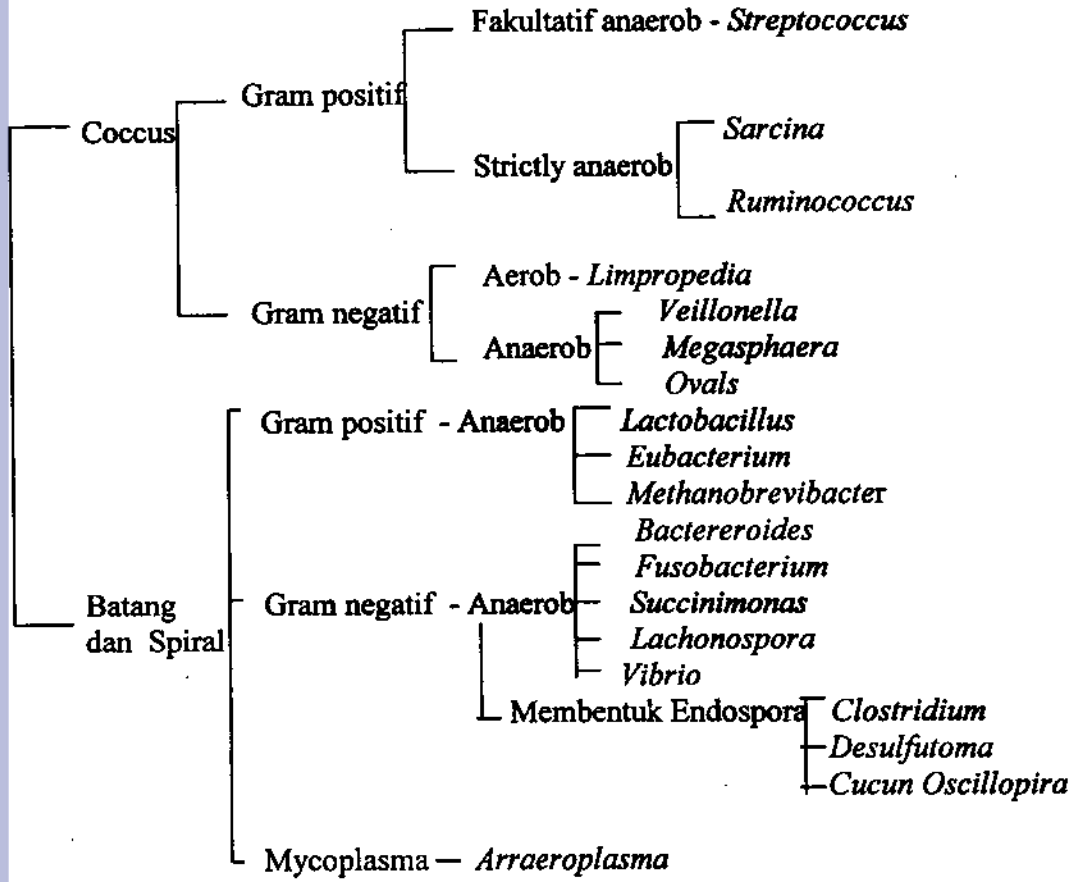 Fakultatif anaerob - Streptococcus
Gram positif
Coccus
Sarcina
Strictly anaerob
Ruminococcus
Aerob - Limpropedia
Gram negatif
Veillonella
Anaerob
Megasphaera
Ovals
Gram positif - Anaerob
Lactobacillus
Eubacterium
Methanobrevibacter
Bactereroides
Fusobacterium
Batang
dan Spiral
Gram negatif - Anaerob
Succinimonas
Lachonospora
Vibrio
Membentuk Endospora
Clostridium
Desulfutoma
Cucun Oscillopira
Mycoplasma — Arraeroplasma